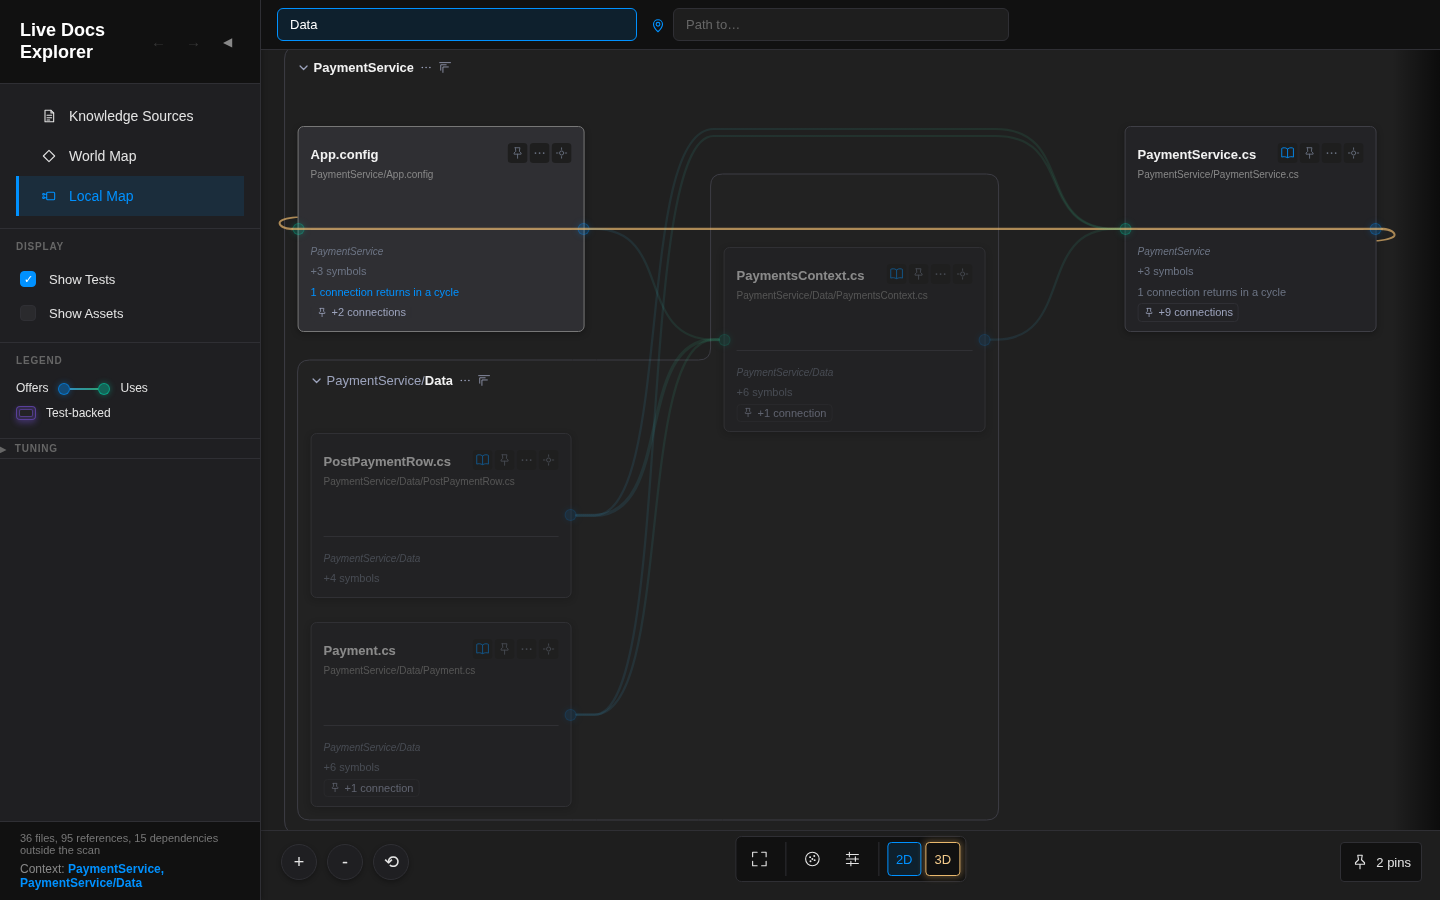 Live Docs
Explorer
Data
Path to…
Knowledge Sources
World Map
Local Map
DISPLAY
Show Tests
Show Assets
LEGEND
Offers
Uses
Test-backed
TUNING
36 files, 95 references, 15 dependencies
outside the scan
Context: PaymentService,
PaymentService/Data
PaymentService
App.config
PaymentService/App.config
PaymentService
+3 symbols
1 connection returns in a cycle
+2 connections
PaymentService.cs
PaymentService/PaymentService.cs
PaymentService
+3 symbols
1 connection returns in a cycle
+9 connections
PaymentsContext.cs
PaymentService/Data/PaymentsContext.cs
PaymentService/Data
+6 symbols
+1 connection
PaymentService/Data
PostPaymentRow.cs
PaymentService/Data/PostPaymentRow.cs
PaymentService/Data
+4 symbols
Payment.cs
PaymentService/Data/Payment.cs
PaymentService/Data
+6 symbols
+1 connection
+
-
2D
3D
2 pins